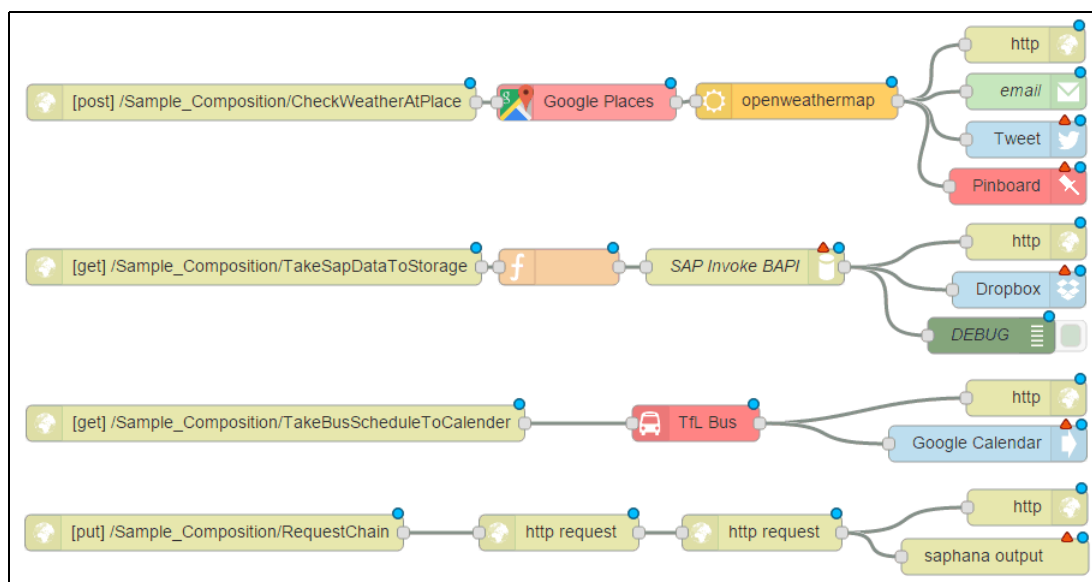 http
[post] /Sample_Composition/CheckWeatherAtPlace
g
Google Places
openweathermap
email
Tweet
Pinboard
http
[get] /Sample_Composition/TakeSapDataToStorage
f
SAP Invoke BAPI
Dropbox
DEBUG
http
[get] /Sample_Composition/TakeBusScheduleToCalender
TfL Bus
Google Calendar
http
[put] /Sample_Composition/RequestChain
http request
http request
saphana output